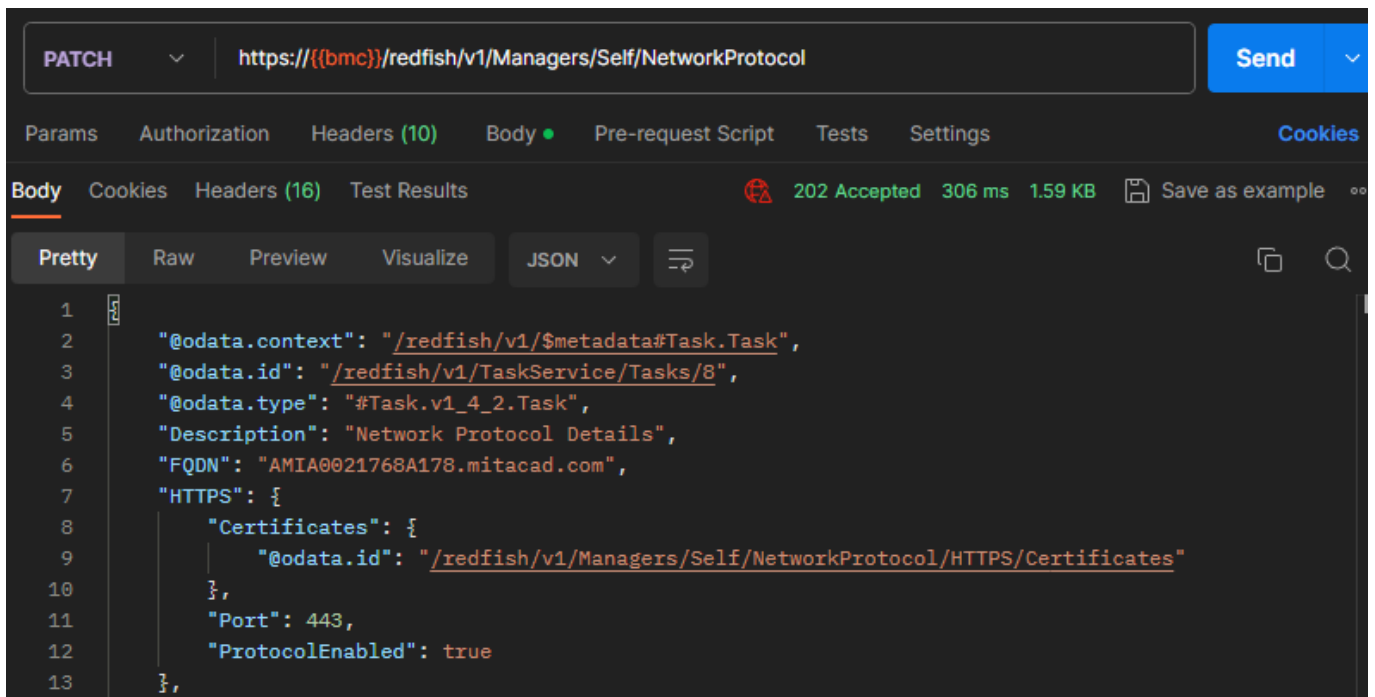 PATCH https://{{bmc}}/redfish/v1/Managers/Self/NetworkProtocol Send
Params Authorization Headers (10) Body Pre-request Script Tests Settings Cookies
Body Cookies Headers (16) Test Results 202 Accepted 306 ms 1.59 KB Save as example
Pretty Raw Preview Visualize JSON
1 {
2 "@odata.context": "/redfish/v1/$metadata#Task.Task",
3 "@odata.id": "/redfish/v1/TaskService/Tasks/8",
4 "@odata.type": "#Task.v1_4_2.Task",
5 "Description": "Network Protocol Details",
6 "FQDN": "AMIA0021768A178.mitacad.com",
7 "HTTPS": {
8 "Certificates": {
9 "@odata.id": "/redfish/v1/Managers/Self/NetworkProtocol/HTTPS/Certificates"
10 },
11 "Port": 443,
12 "ProtocolEnabled": true
13 },